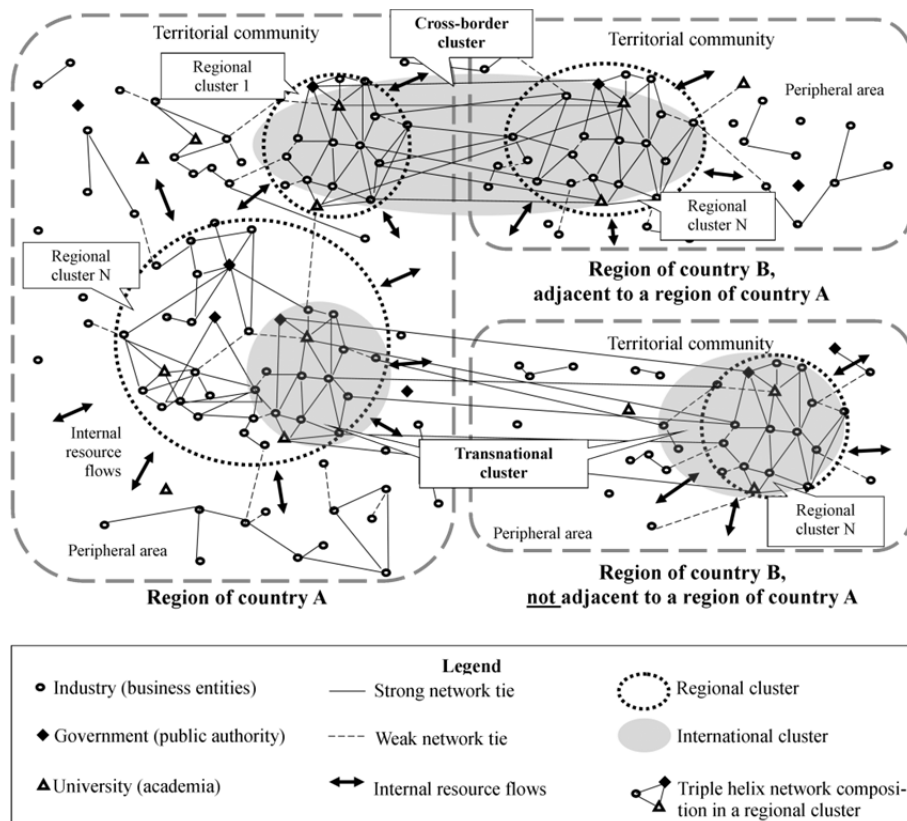 Territorial community
Cross-border
cluster
Territorial community
Regional
cluster 1
Peripheral area
Regional
cluster N
Regional
cluster N
Region of country B,
adjacent to a region of country A
Territorial community
Internal
resource
flows
Transnational
cluster
Peripheral area
Regional
cluster N
Peripheral area
Region of country A
Region of country B,
not adjacent to a region of country A
Legend
Industry (business entities)
Strong network tie
Regional cluster
Government (public authority)
Weak network tie
International cluster
University (academia)
Internal resource flows
Triple helix network composi-
tion in a regional cluster